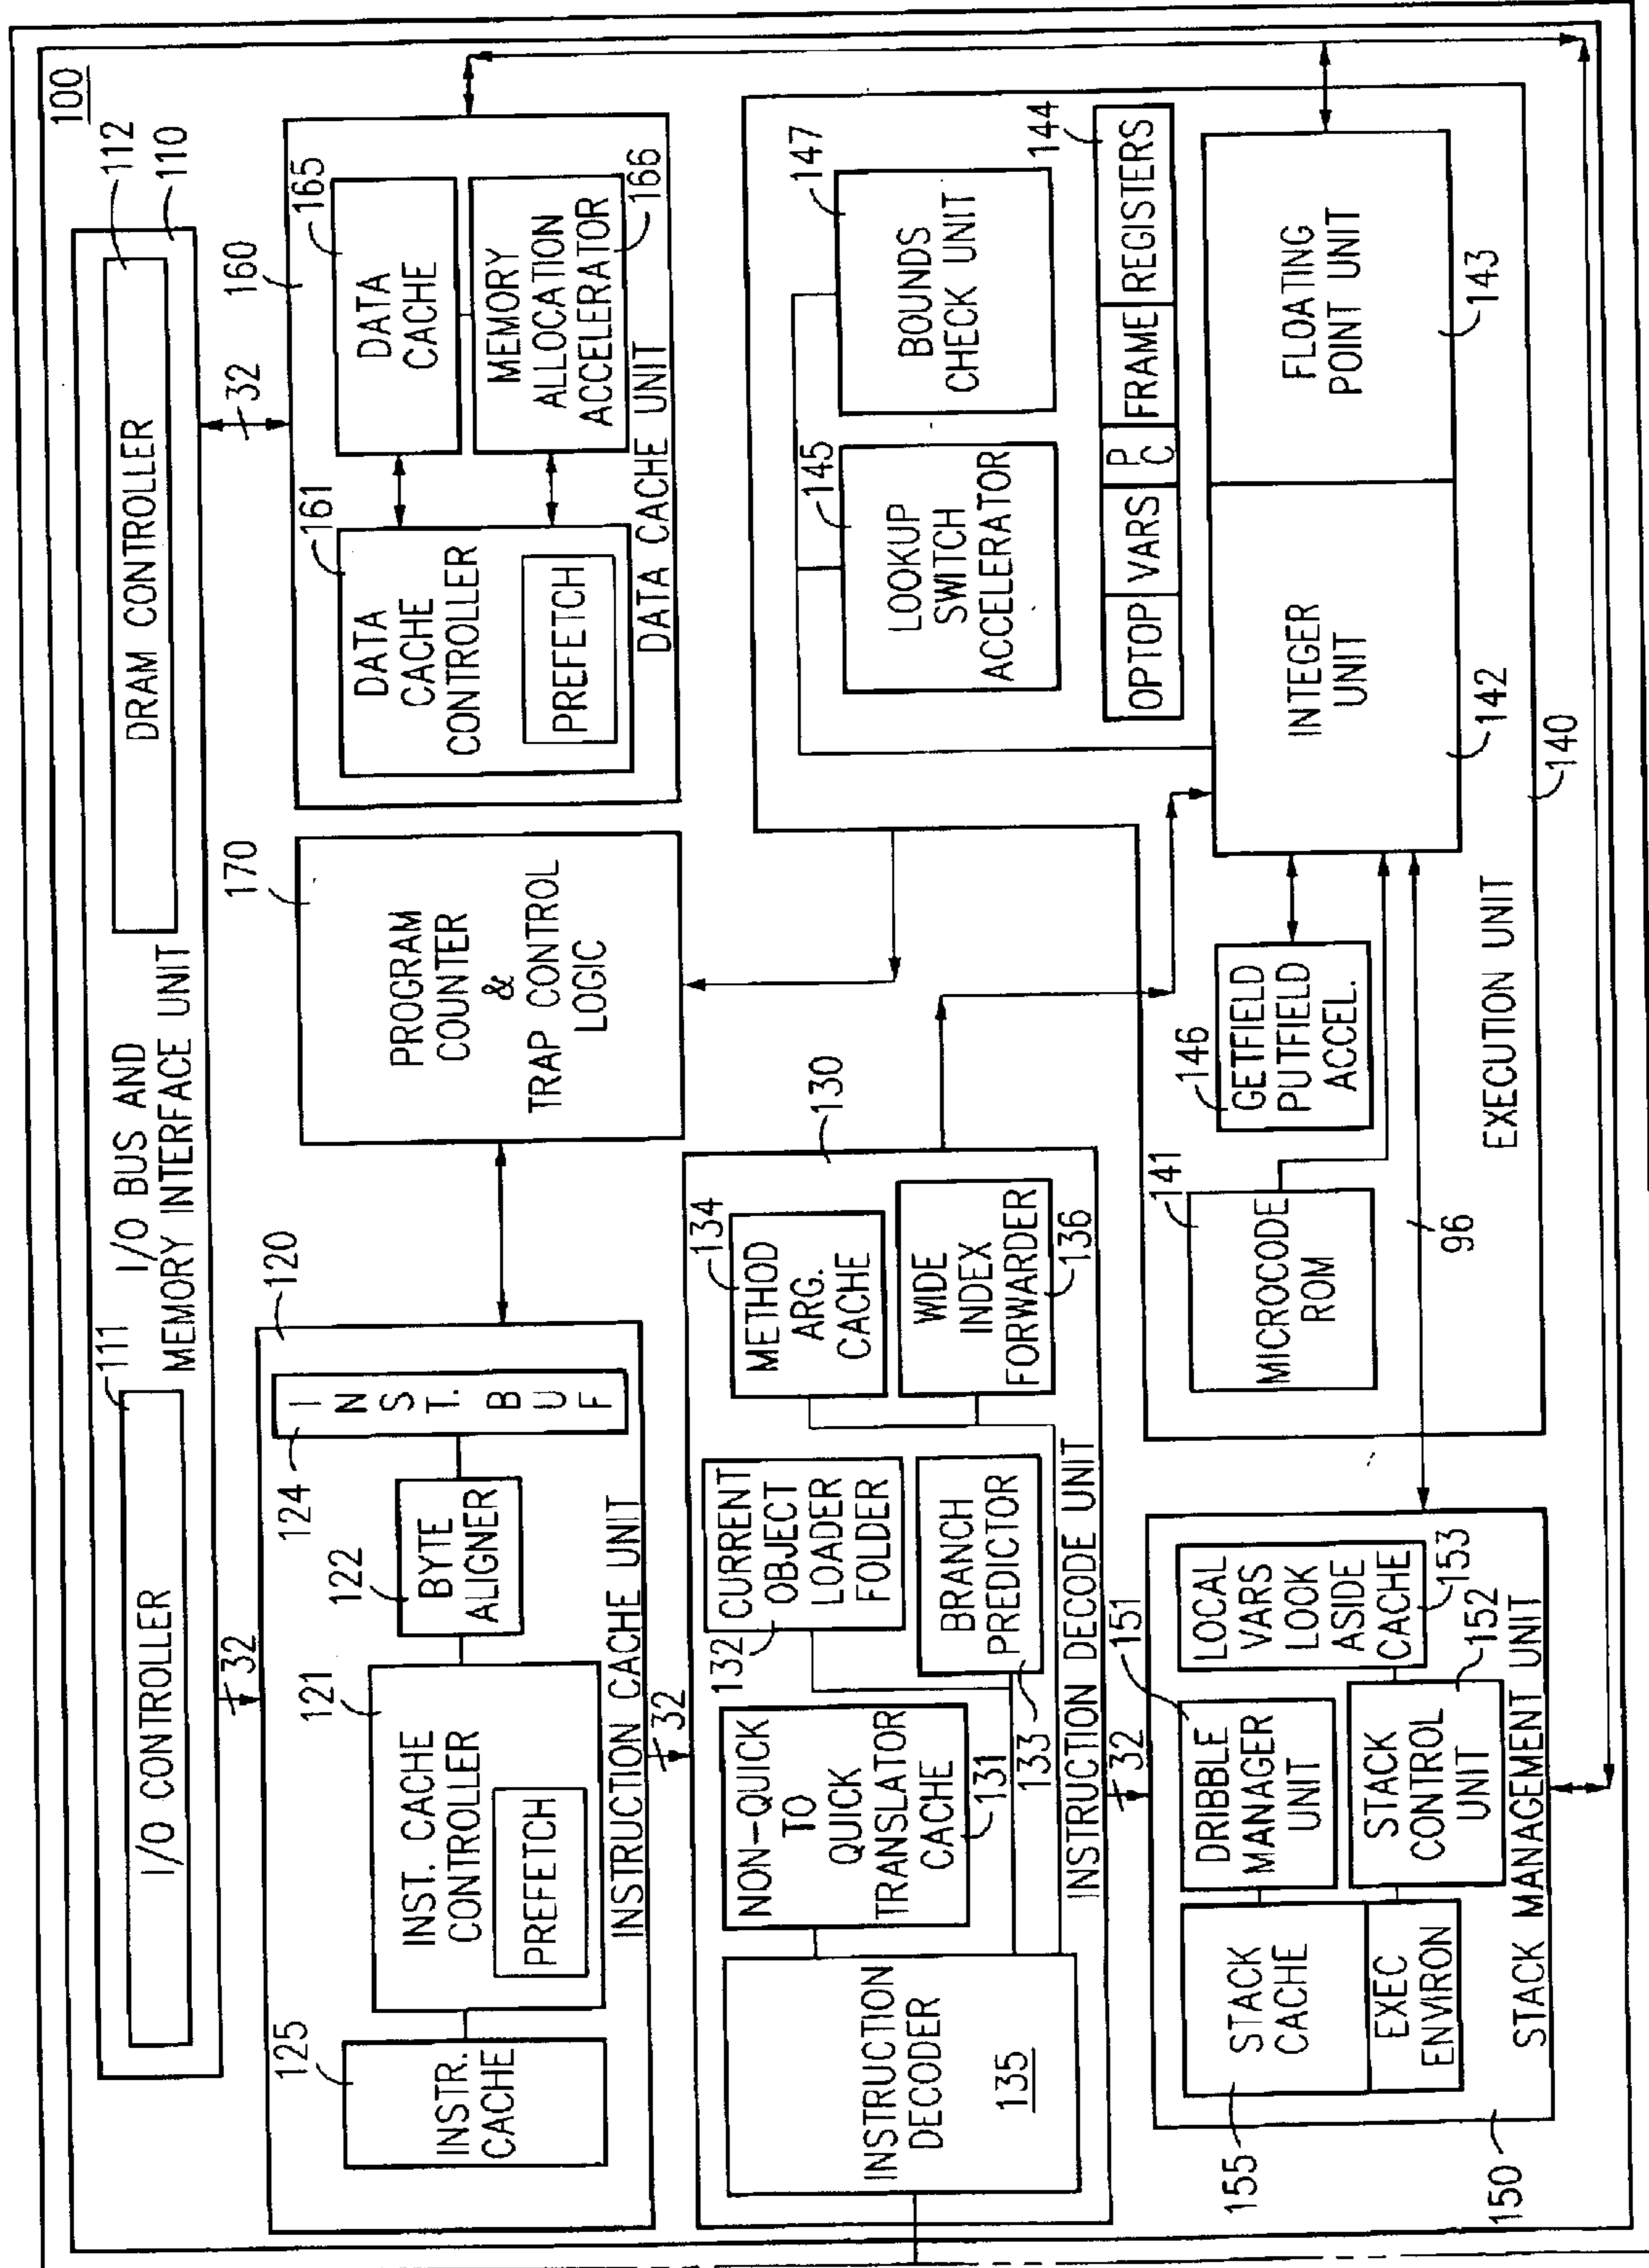 100
I/O CONTROLLER
111
I/O BUS AND
MEMORY INTERFACE UNIT
DRAM CONTROLLER
112
110
32
32
125
INSTR.
CACHE
121
INST. CACHE
CONTROLLER
PREFETCH
122
BYTE
ALIGNER
124
INST. BUF
120
INSTRUCTION CACHE UNIT
170
PROGRAM
COUNTER
&
TRAP CONTROL
LOGIC
161
DATA
CACHE
CONTROLLER
PREFETCH
160
165
DATA
CACHE
MEMORY
ALLOCATION
ACCELERATOR
166
DATA CACHE UNIT
32
INSTRUCTION
DECODER
135
NON-QUICK
TO
QUICK
TRANSLATOR
CACHE
131
132
CURRENT
OBJECT
LOADER
FOLDER
BRANCH
PREDICTOR
133
134
METHOD
ARG.
CACHE
WIDE
INDEX
FORWARDER
136
130
INSTRUCTION DECODE UNIT
145
LOOKUP
SWITCH
ACCELERATOR
147
BOUNDS
CHECK UNIT
OPTOP
VARS
PC
FRAME
REGISTERS
144
32
155
STACK
CACHE
EXEC
ENVIRON
151
DRIBBLE
MANAGER
UNIT
STACK
CONTROL
UNIT
152
LOCAL
VARS
LOOK
ASIDE
CACHE
153
STACK MANAGEMENT UNIT
150
96
141
MICROCODE
ROM
146
GETFIELD
PUTFIELD
ACCEL.
INTEGER
UNIT
142
FLOATING
POINT UNIT
143
EXECUTION UNIT
140